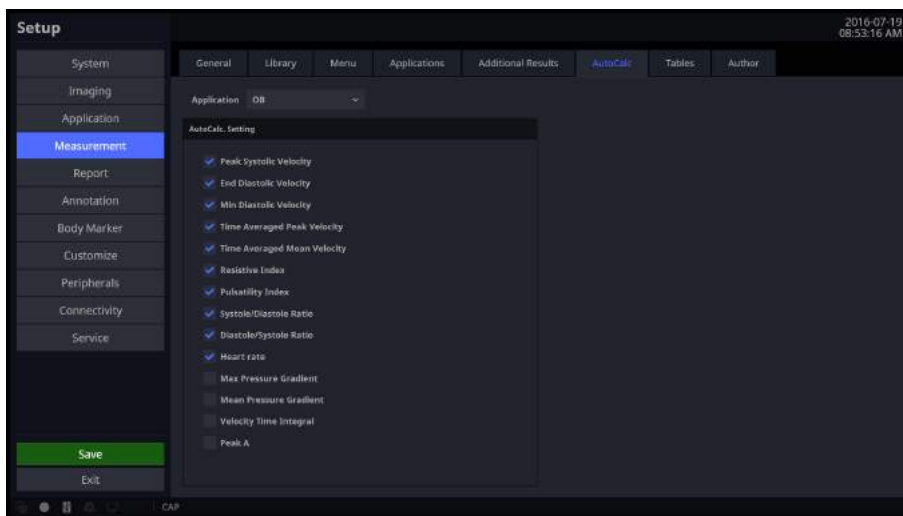 Setup
2016-07-19
08:53:16 AM
System
Imaging
Application
Measurement
Report
Annotation
Body Marker
Customize
Peripherals
Connectivity
Service
Save
Exit
General Library Menu Applications Additional Results AutoCalc Tables Author
Application OB
AutoCalc. Setting
Peak Systolic Velocity
End Diastolic Velocity
Min Diastolic Velocity
Time Averaged Peak Velocity
Time Averaged Mean Velocity
Resistive Index
Pulsatility Index
Systole/Diastole Ratio
Diastole/Systole Ratio
Heart rate
Max Pressure Gradient
Mean Pressure Gradient
Velocity Time Integral
Peak A
CAP